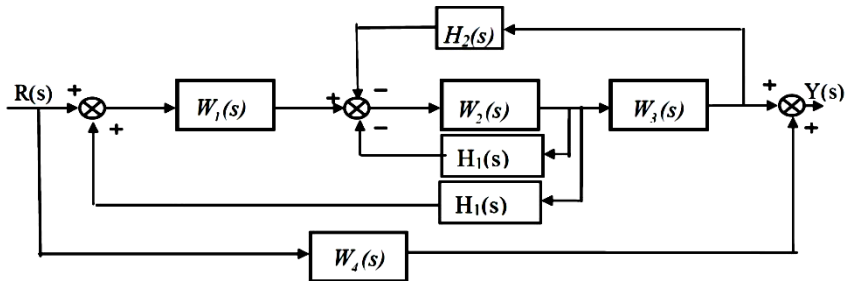 H₂(s)
R(s)
+
+
W₁(s)
+
−
−
W₂(s)
W₃(s)
+
+
Y(s)
H₁(s)
H₁(s)
W₄(s)